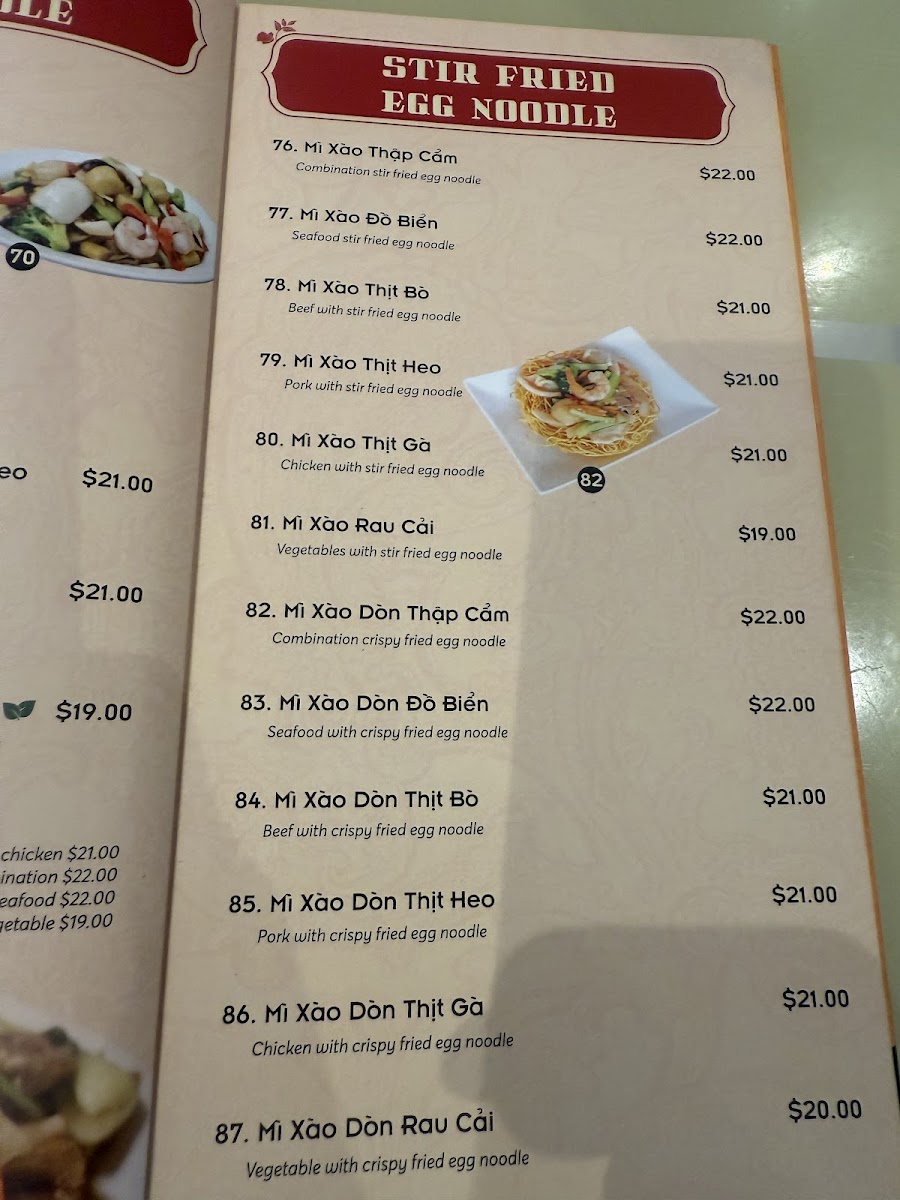 LE
70
eo $21.00
$21.00
$19.00
chicken $21.00
ination $22.00
eafood $22.00
getable $19.00
STIR FRIED
EGG NOODLE
76. Mì Xào Thập Cẩm $22.00
Combination stir fried egg noodle
77. Mì Xào Đồ Biển $22.00
Seafood stir fried egg noodle
78. Mì Xào Thịt Bò $21.00
Beef with stir fried egg noodle
79. Mì Xào Thịt Heo $21.00
Pork with stir fried egg noodle
80. Mì Xào Thịt Gà $21.00
Chicken with stir fried egg noodle
82
81. Mì Xào Rau Cải $19.00
Vegetables with stir fried egg noodle
82. Mì Xào Dòn Thập Cẩm $22.00
Combination crispy fried egg noodle
83. Mì Xào Dòn Đồ Biển $22.00
Seafood with crispy fried egg noodle
84. Mì Xào Dòn Thịt Bò $21.00
Beef with crispy fried egg noodle
85. Mì Xào Dòn Thịt Heo $21.00
Pork with crispy fried egg noodle
86. Mì Xào Dòn Thịt Gà $21.00
Chicken with crispy fried egg noodle
87. Mì Xào Dòn Rau Cải $20.00
Vegetable with crispy fried egg noodle